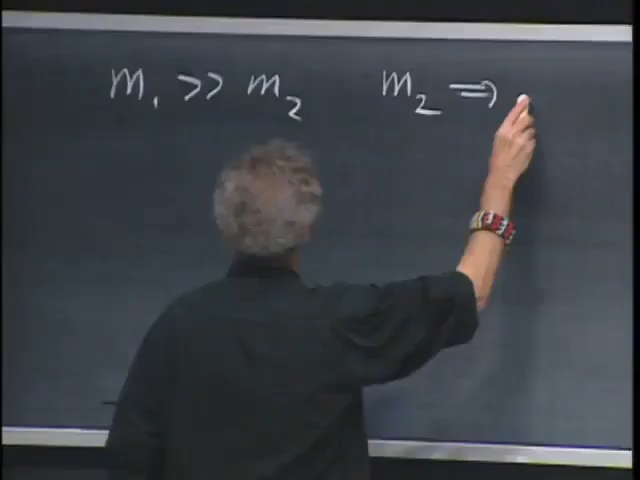 m₁ >> m₂ m₂ ⇒